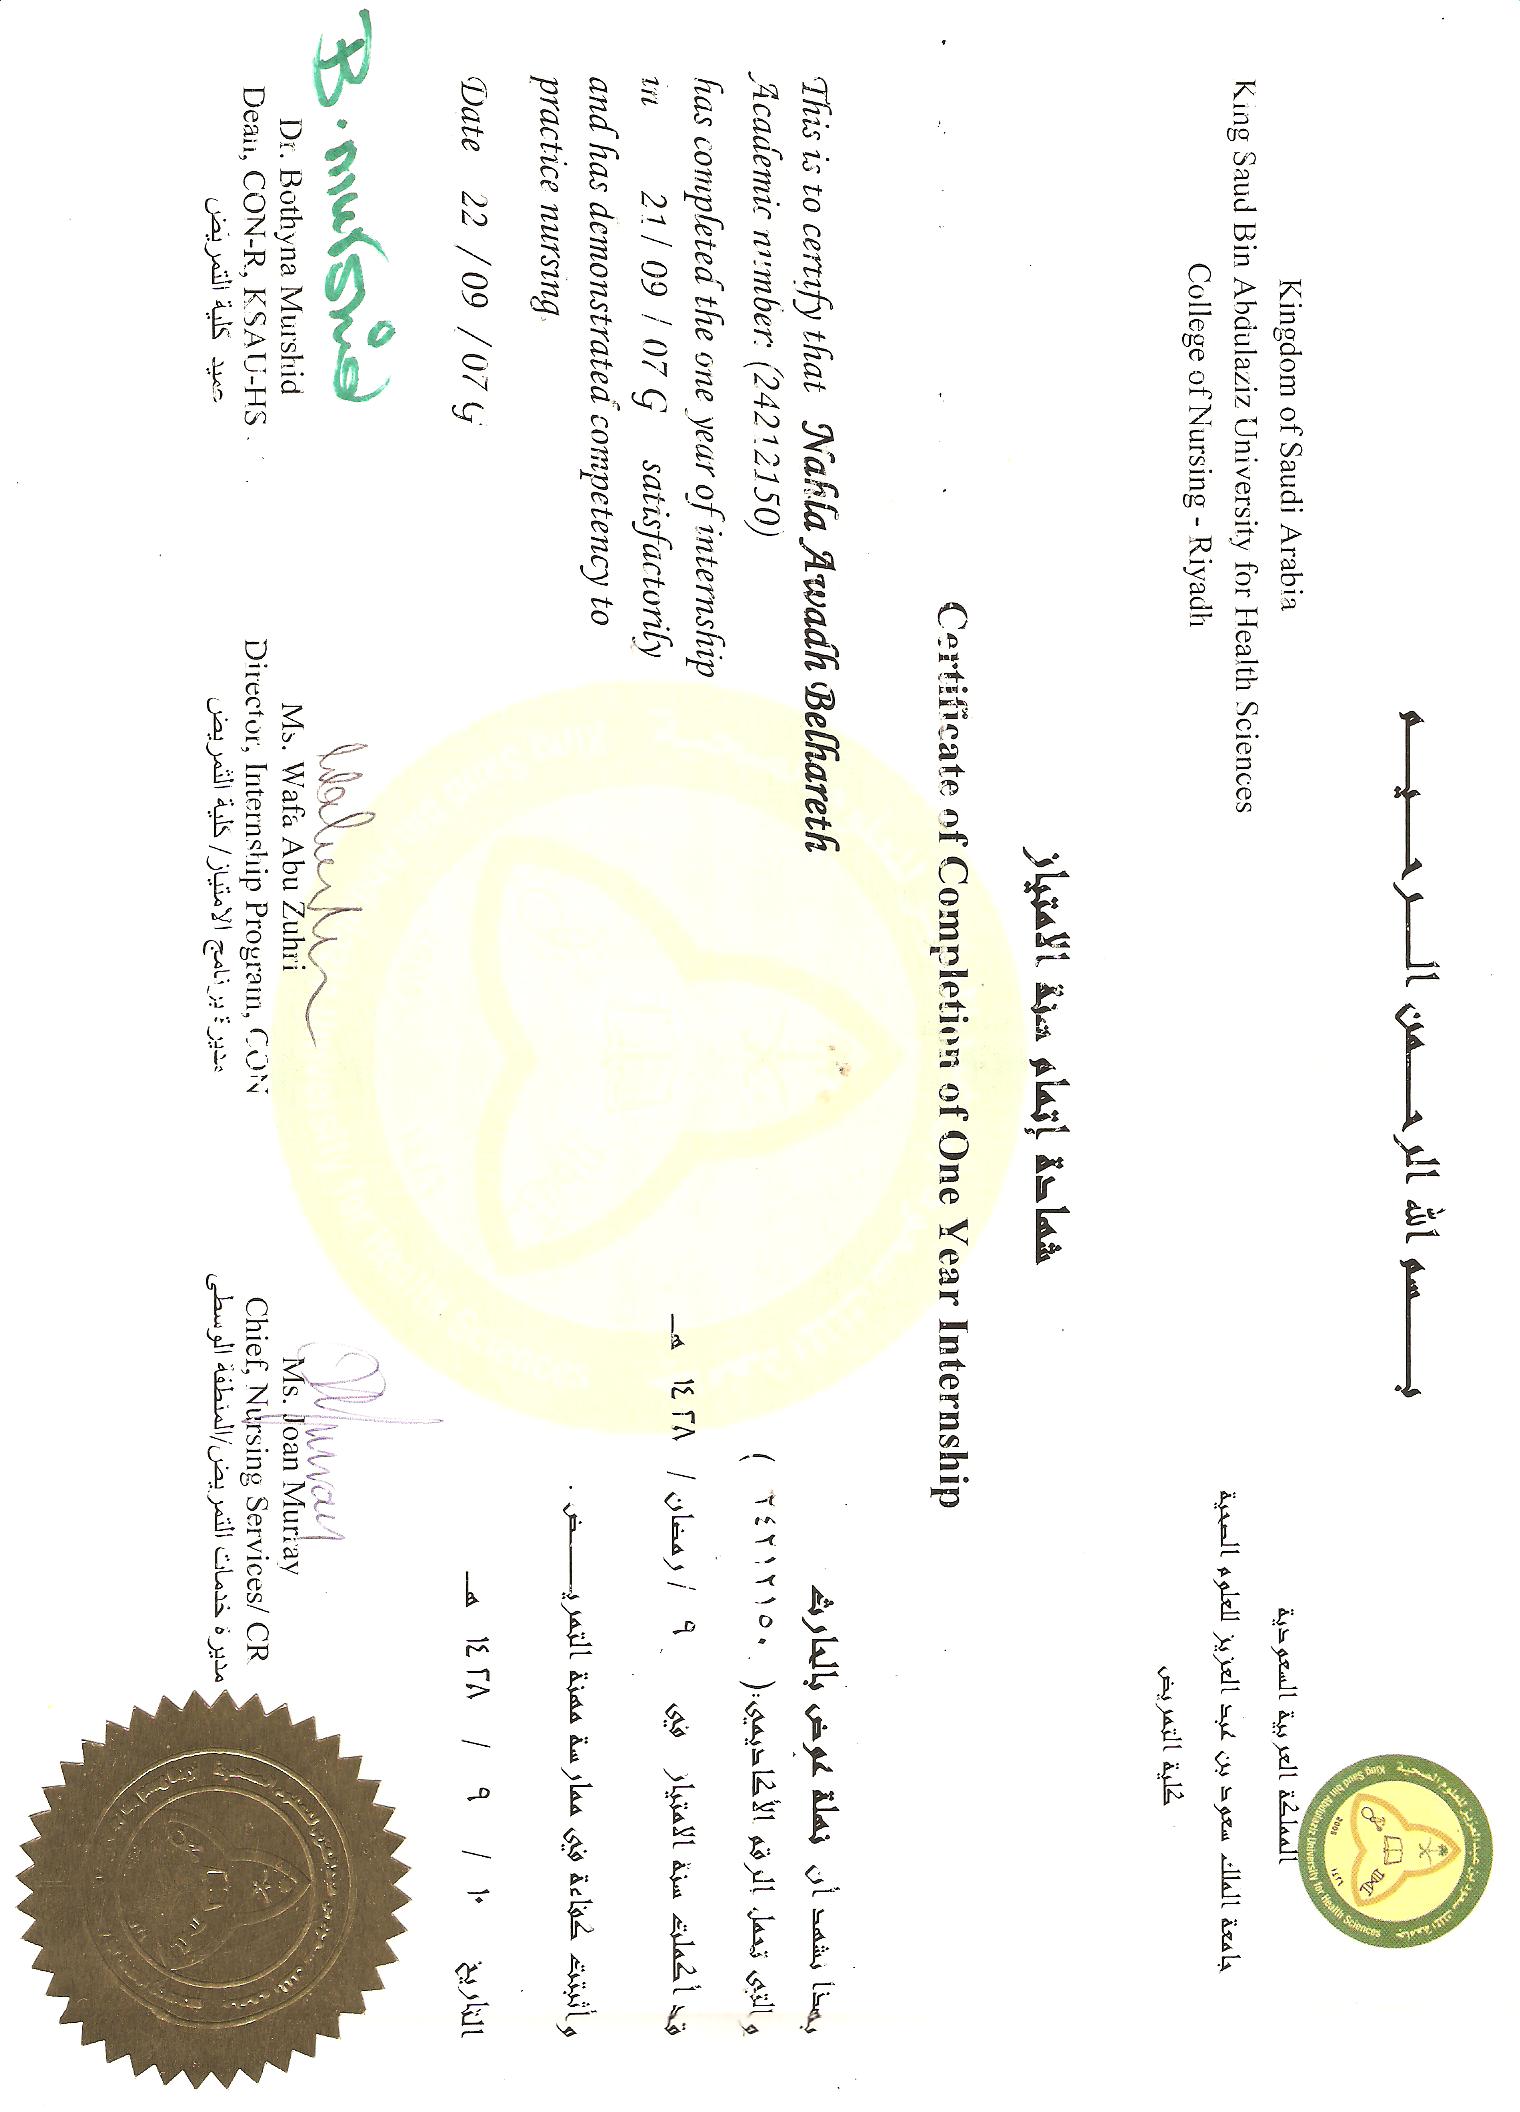 بسم الله الرحمن الرحيم
Kingdom of Saudi Arabia
King Saud Bin Abdulaziz University for Health Sciences
College of Nursing - Riyadh
المملكة العربية السعودية
جامعة الملك سعود بن عبد العزيز للعلوم الصحية
كلية التمريض
شهادة إتمام سنة الامتياز
Certificate of Completion of One Year Internship
This is to certify that Nahla Awadh Belhareth
Academic number: (24212150)
has completed the one year of internship
in 21 / 09 / 07 G satisfactorily
and has demonstrated competency to
practice nursing.
Date 22 / 09 / 07 G
بهذا نشهد أن نهلة عوض بالحارث
والتي تحمل الرقم الأكاديمي: ( ٢٤٢١٢١٥٠ )
قد أكملت سنة الامتياز في ٩ / رمضان / ١٤٢٨ هـ
وأثبتت كفاءة في ممارسة مهنة التمريض .
التاريخ ١٠ / ٩ / ١٤٢٨ هـ
B. Murshid
Dr. Bothyna Murshid
Dean, CON-R, KSAU-HS
عميد كلية التمريض
Ms. Wafa Abu Zuhri
Director, Internship Program, CON
مديرة برنامج الامتياز/ كلية التمريض
Ms. Joan Murray
Chief, Nursing Services/ CR
مديرة خدمات التمريض/المنطقة الوسطى
King Saud bin Abdulaziz University for Health Sciences
2005